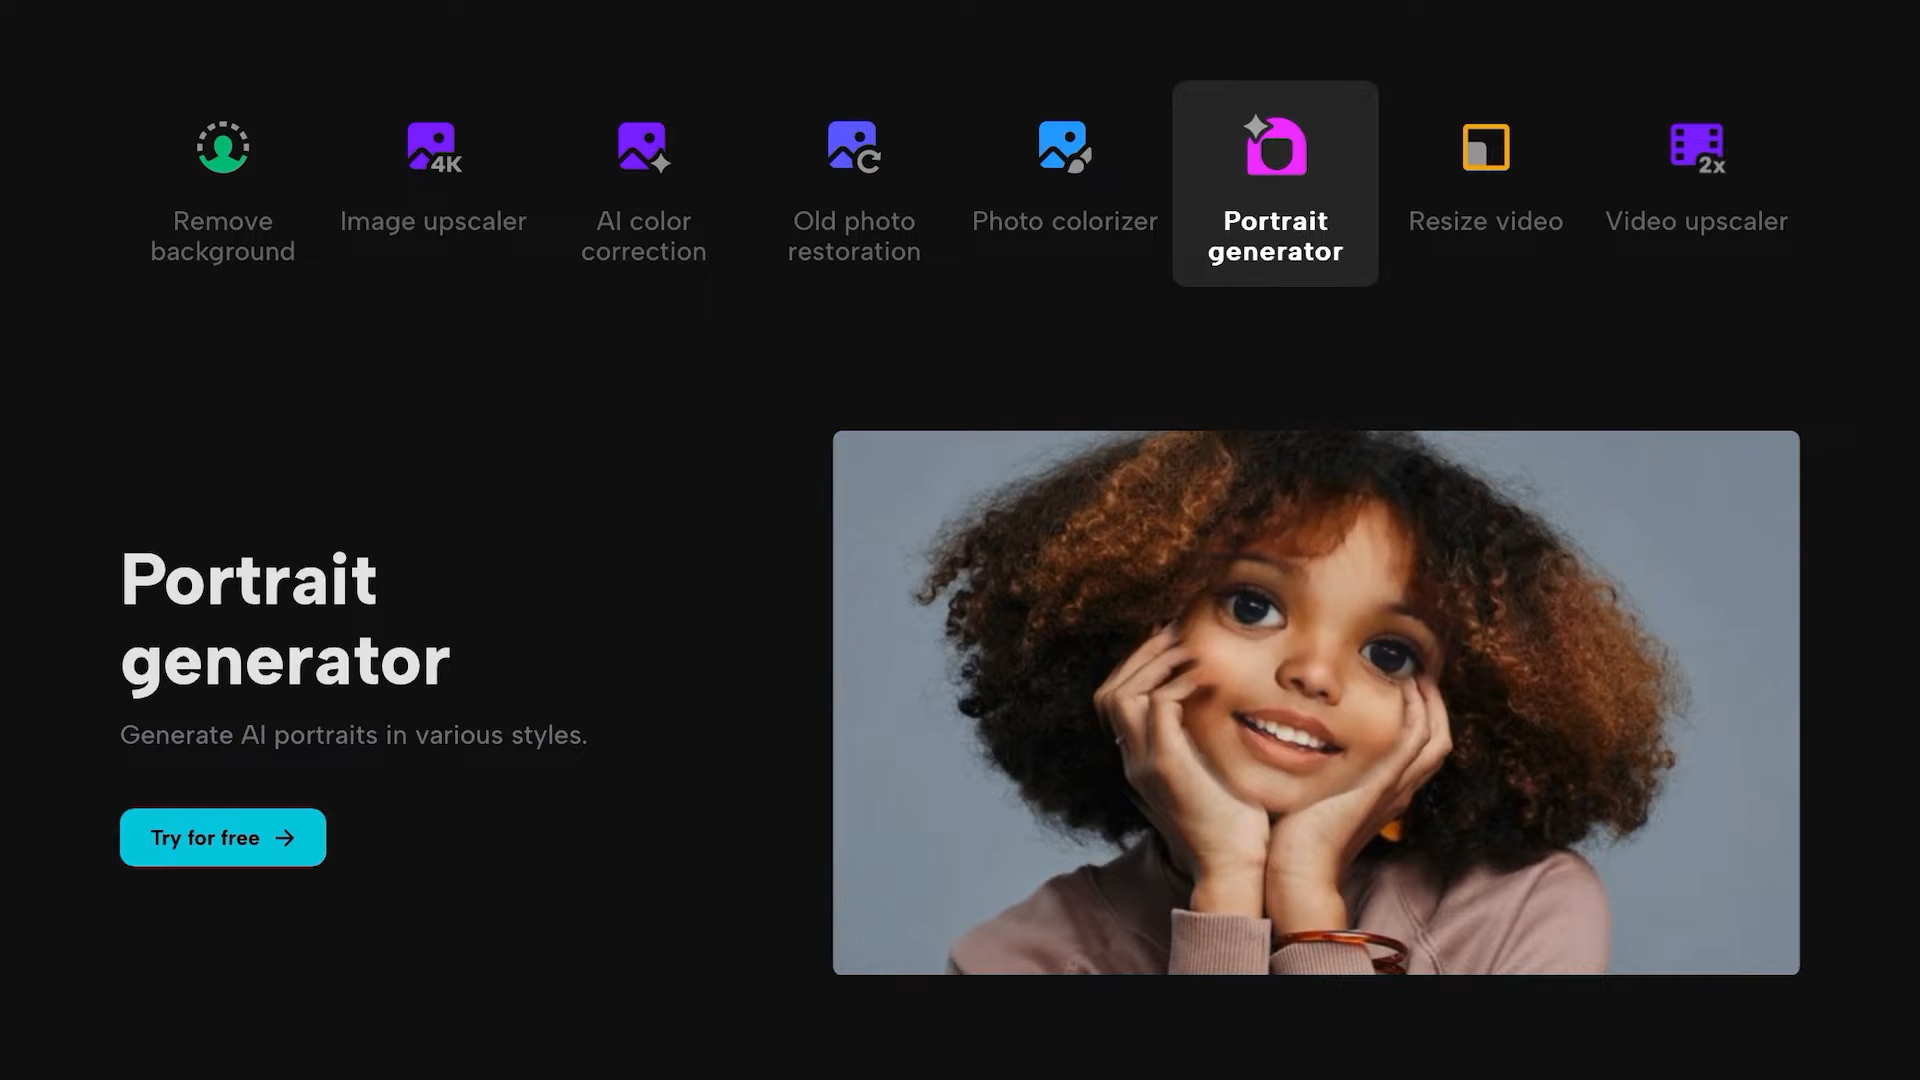 4K
2x
Remove
background
Image upscaler
AI color
correction
Old photo
restoration
Photo colorizer
Portrait
generator
Resize video
Video upscaler
Portrait
generator
Generate AI portraits in various styles.
Try for free →